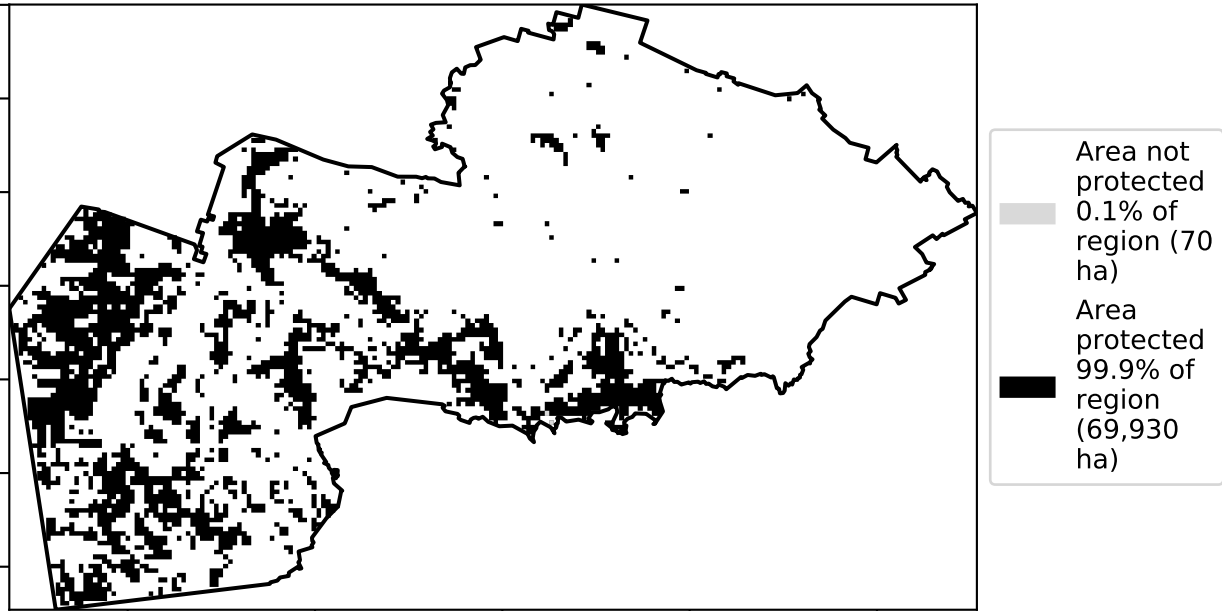 Area not
protected
0.1% of
region (70
ha)
Area
protected
99.9% of
region
(69,930
ha)